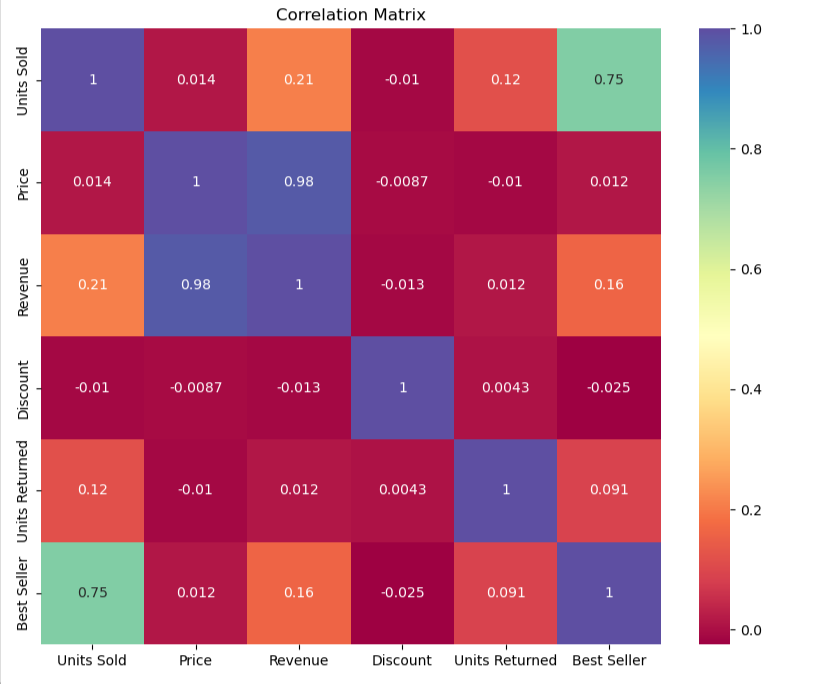 Correlation Matrix
Units Sold 1 0.014 0.21 -0.01 0.12 0.75
Price 0.014 1 0.98 -0.0087 -0.01 0.012
Revenue 0.21 0.98 1 -0.013 0.012 0.16
Discount -0.01 -0.0087 -0.013 1 0.0043 -0.025
Units Returned 0.12 -0.01 0.012 0.0043 1 0.091
Best Seller 0.75 0.012 0.16 -0.025 0.091 1
Units Sold Price Revenue Discount Units Returned Best Seller
1.0
0.8
0.6
0.4
0.2
0.0